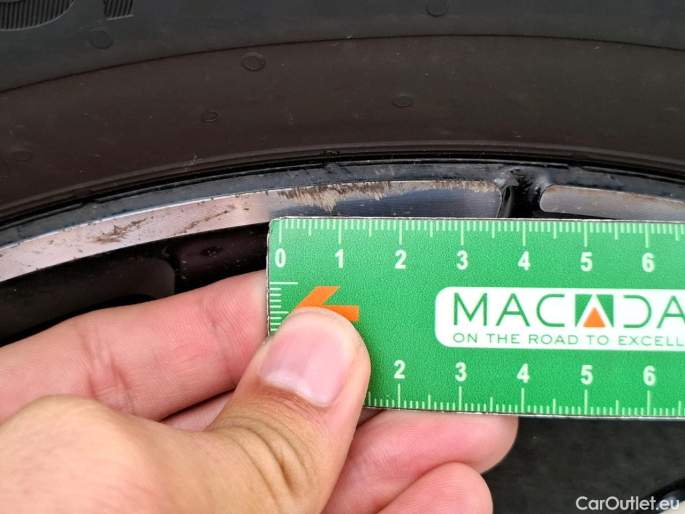 0 1 2 3 4 5 6
MACADA
ON THE ROAD TO EXCELL
2 3 4 5 6
CarOutlet.eu